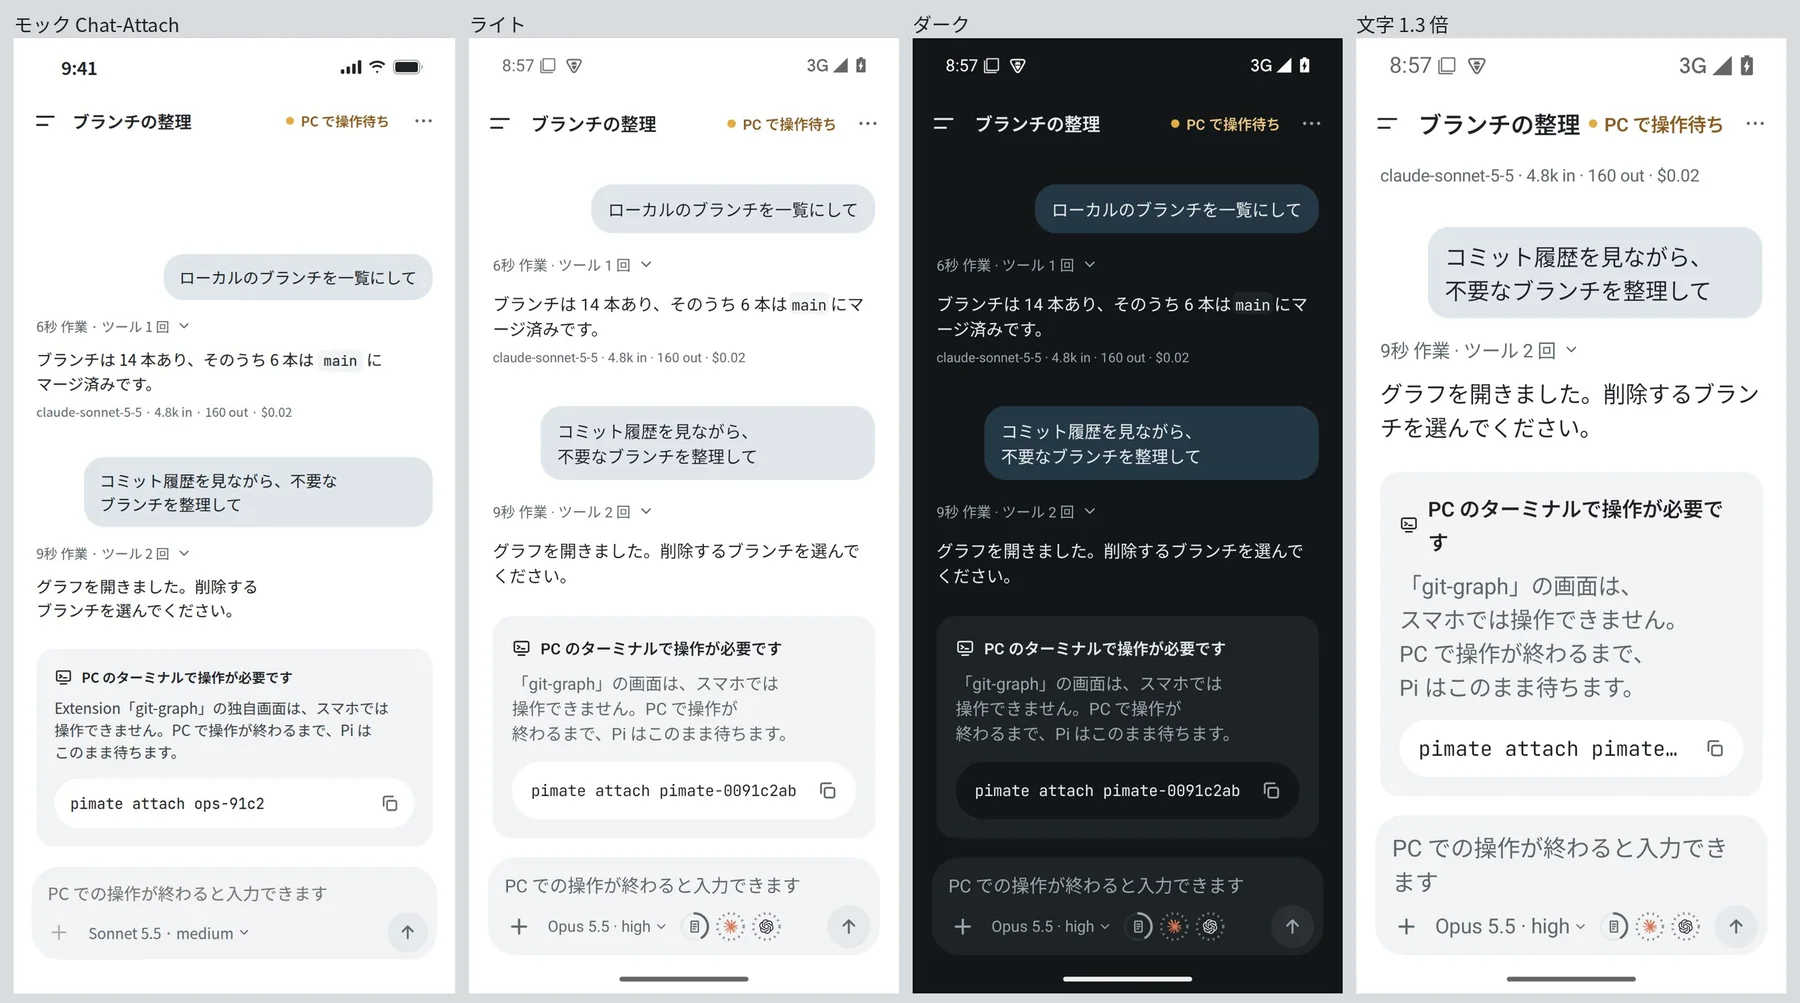 モック Chat-Attach
9:41
ブランチの整理
PC で操作待ち
ローカルのブランチを一覧にして
6秒 作業 · ツール 1 回
ブランチは 14 本あり、そのうち 6 本は main に
マージ済みです。
claude-sonnet-5-5 · 4.8k in · 160 out · $0.02
コミット履歴を見ながら、不要な
ブランチを整理して
9秒 作業 · ツール 2 回
グラフを開きました。削除する
ブランチを選んでください。
PC のターミナルで操作が必要です
Extension「git-graph」の独自画面は、スマホでは
操作できません。PC で操作が終わるまで、Pi は
このまま待ちます。
pimate attach ops-91c2
PC での操作が終わると入力できます
Sonnet 5.5 · medium
ライト
8:57
3G
ブランチの整理
PC で操作待ち
ローカルのブランチを一覧にして
6秒 作業 · ツール 1 回
ブランチは 14 本あり、そのうち 6 本は main にマ
ージ済みです。
claude-sonnet-5-5 · 4.8k in · 160 out · $0.02
コミット履歴を見ながら、
不要なブランチを整理して
9秒 作業 · ツール 2 回
グラフを開きました。削除するブランチを選んで
ください。
PC のターミナルで操作が必要です
「git-graph」の画面は、スマホでは
操作できません。PC で操作が
終わるまで、Pi はこのまま待ちます。
pimate attach pimate-0091c2ab
PC での操作が終わると入力できます
Opus 5.5 · high
ダーク
8:57
3G
ブランチの整理
PC で操作待ち
ローカルのブランチを一覧にして
6秒 作業 · ツール 1 回
ブランチは 14 本あり、そのうち 6 本は main にマ
ージ済みです。
claude-sonnet-5-5 · 4.8k in · 160 out · $0.02
コミット履歴を見ながら、
不要なブランチを整理して
9秒 作業 · ツール 2 回
グラフを開きました。削除するブランチを選んで
ください。
PC のターミナルで操作が必要です
「git-graph」の画面は、スマホでは
操作できません。PC で操作が
終わるまで、Pi はこのまま待ちます。
pimate attach pimate-0091c2ab
PC での操作が終わると入力できます
Opus 5.5 · high
文字 1.3 倍
8:57
3G
ブランチの整理
PC で操作待ち
claude-sonnet-5-5 · 4.8k in · 160 out · $0.02
コミット履歴を見ながら、
不要なブランチを整理して
9秒 作業 · ツール 2 回
グラフを開きました。削除するブラン
チを選んでください。
PC のターミナルで操作が必要で
す
「git-graph」の画面は、
スマホでは操作できません。
PC で操作が終わるまで、
Pi はこのまま待ちます。
pimate attach pimate…
PC での操作が終わると入力でき
ます
Opus 5.5 · high